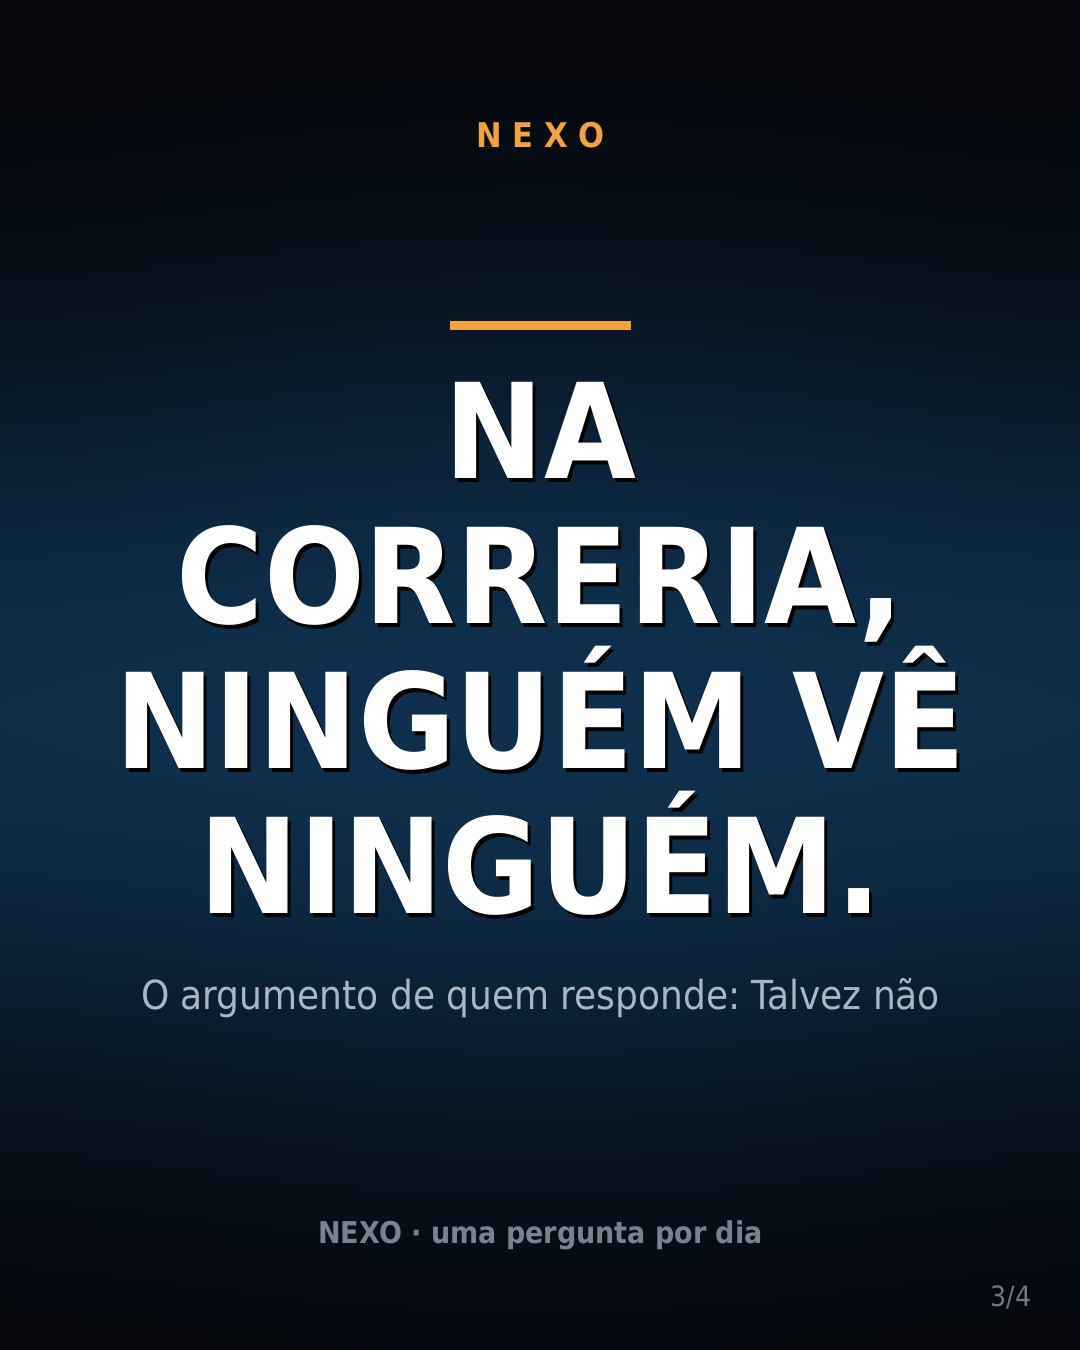 NEXO
NA
CORRERIA,
NINGUÉM VÊ
NINGUÉM.
O argumento de quem responde: Talvez não
NEXO · uma pergunta por dia
3/4